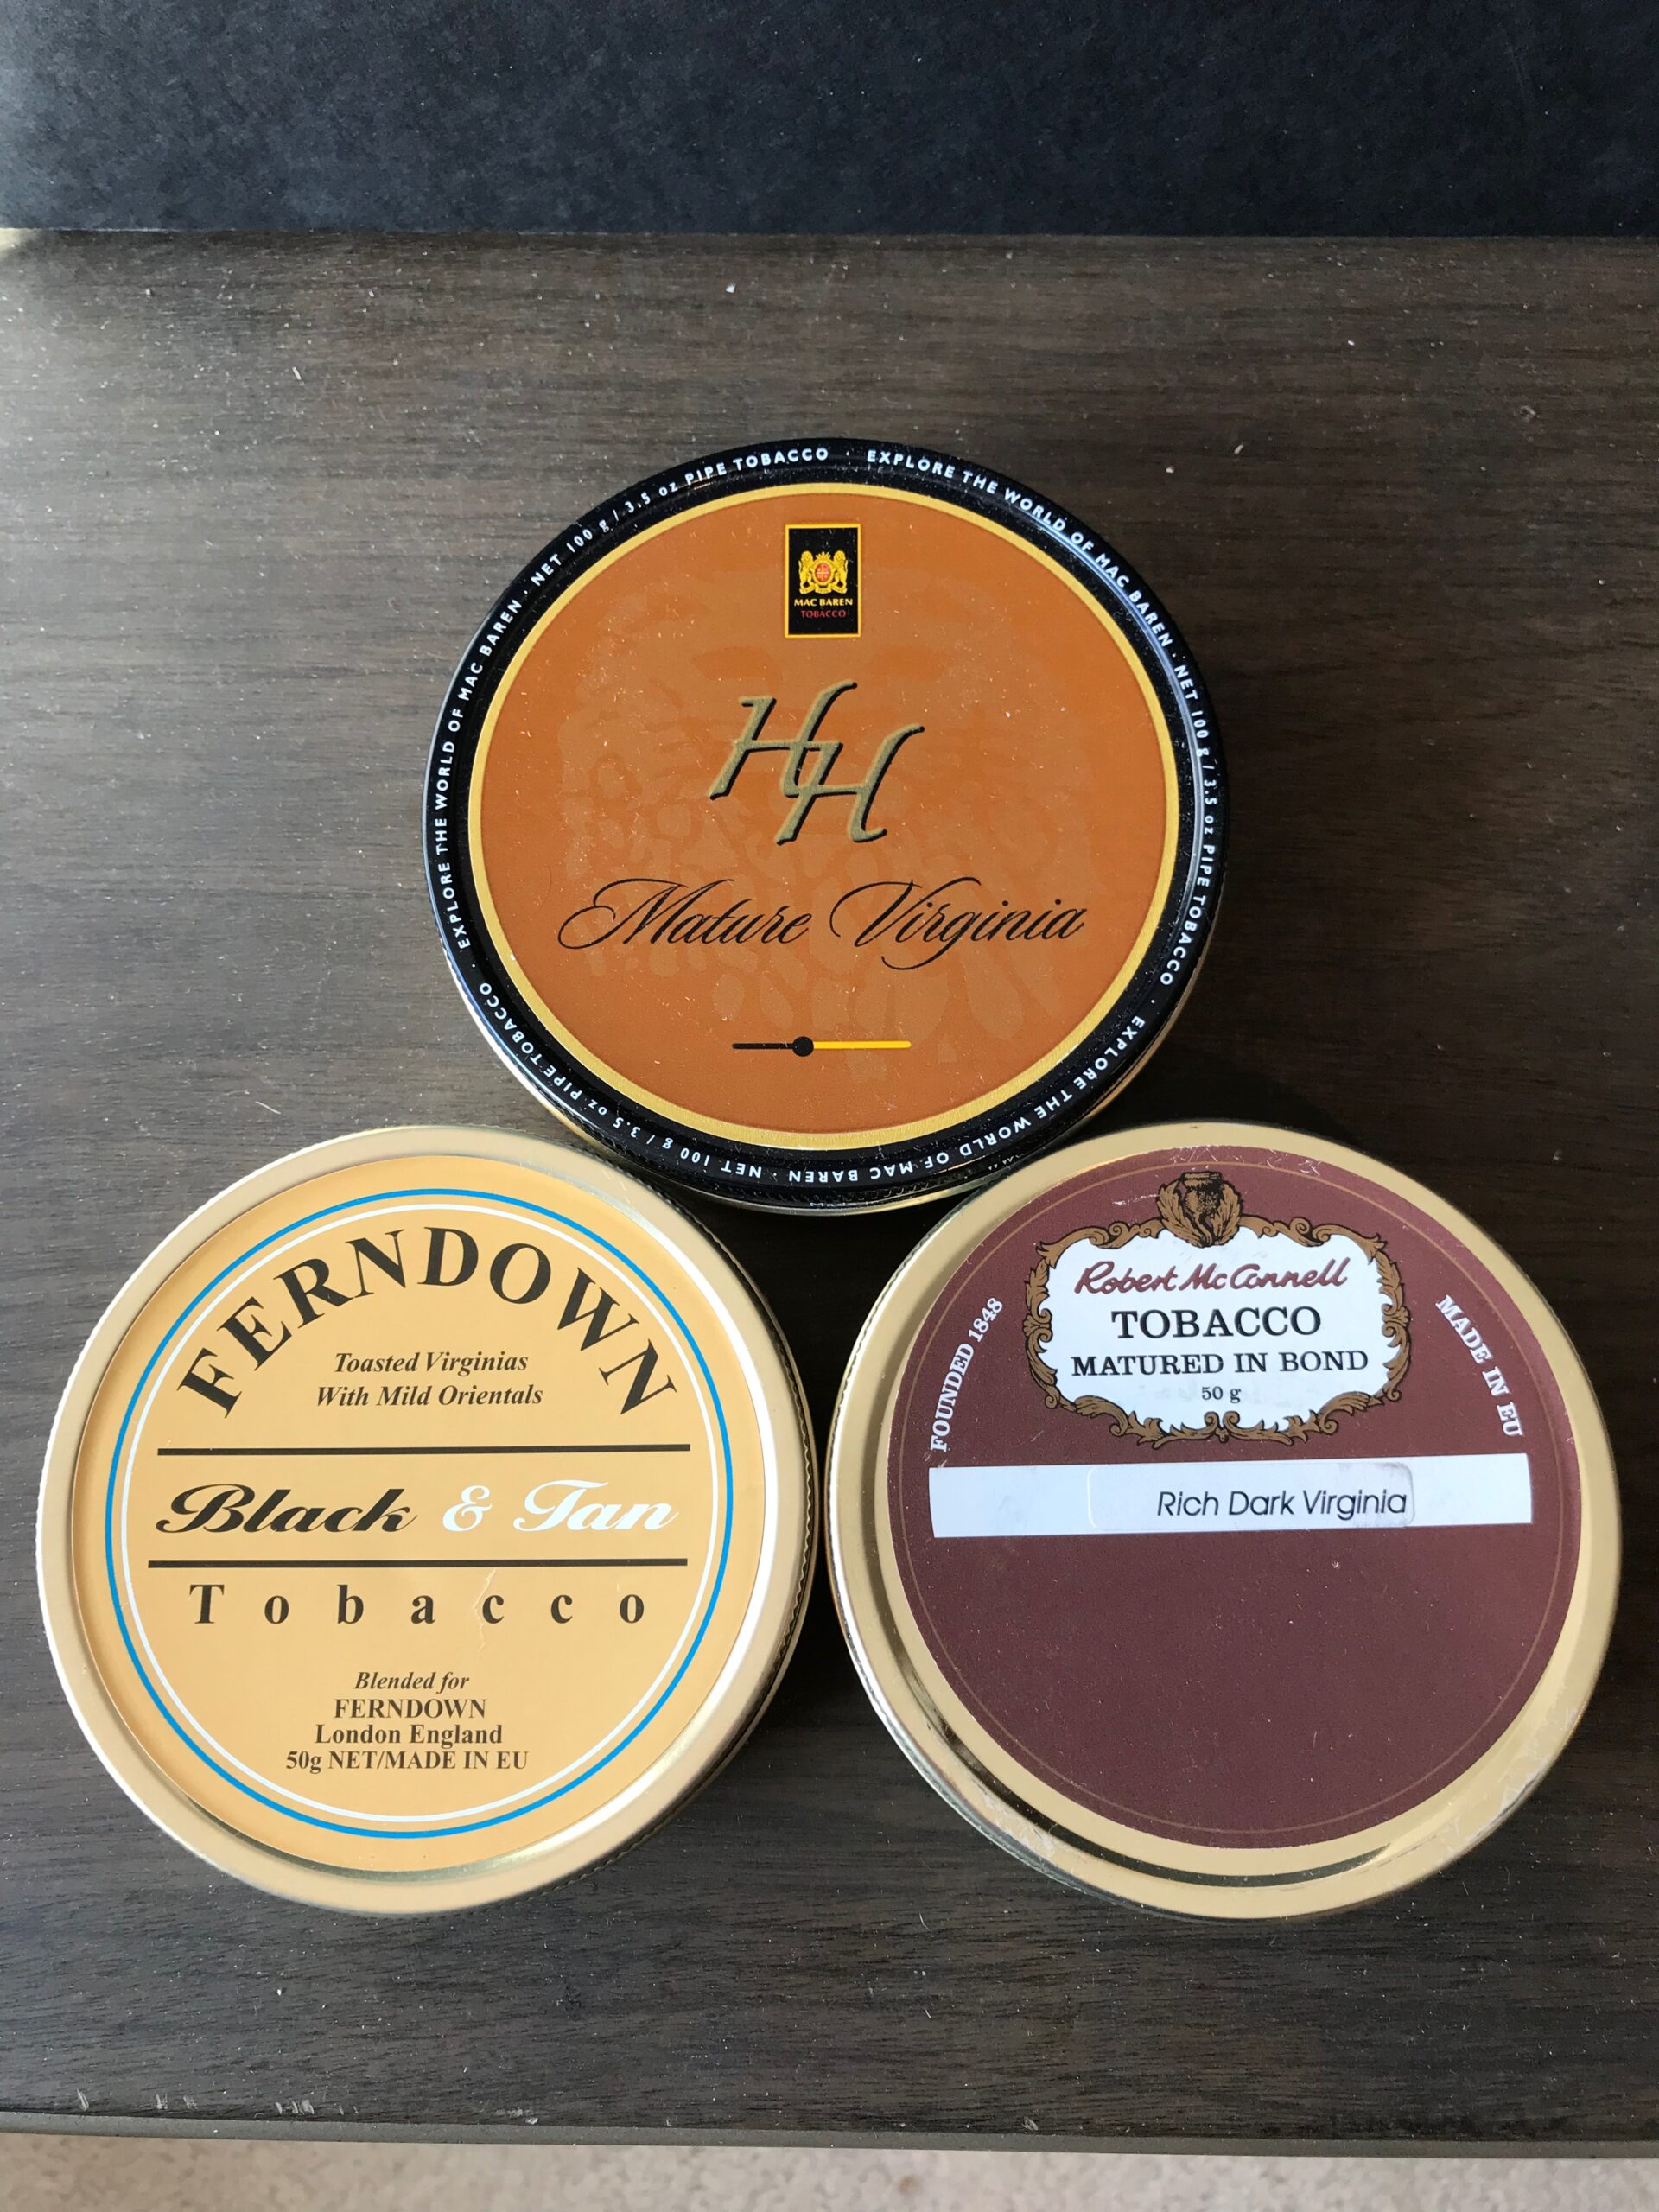 EXPLORE THE WORLD OF MAC BAREN · NET 100 g / 3.5 oz PIPE TOBACCO · EXPLORE THE WORLD OF MAC BAREN · NET 100 g / 3.5 oz PIPE TOBACCO · EXPLORE THE WORLD OF MAC BAREN · NET 100 g / 3.5 oz PIPE TOBACCO ·
MAC BAREN
TOBACCO
HH
Mature Virginia
FERNDOWN
Toasted Virginias
With Mild Orientals
Black & Tan
Tobacco
Blended for
FERNDOWN
London England
50g NET/MADE IN EU
Robert McConnell
TOBACCO
MATURED IN BOND
50 g
FOUNDED 1848
MADE IN EU
Rich Dark Virginia